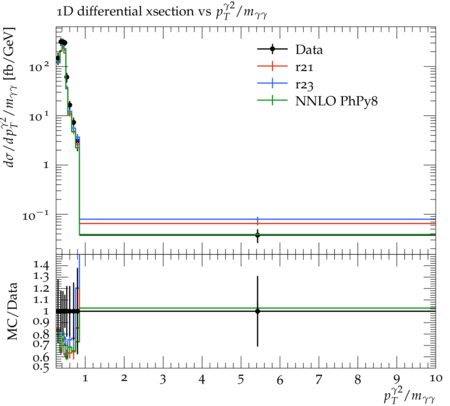 1D differential xsection vs p_T^{γ2}/m_{γγ}
dσ/dp_T^{γ2}/m_{γγ} [fb/GeV]
10^2
10^1
1
10^{-1}
Data
r21
r23
NNLO PhPy8
MC/Data
1.4
1.3
1.2
1.1
1
0.9
0.8
0.7
0.6
0.5
1 2 3 4 5 6 7 8 9 10
p_T^{γ2}/m_{γγ}